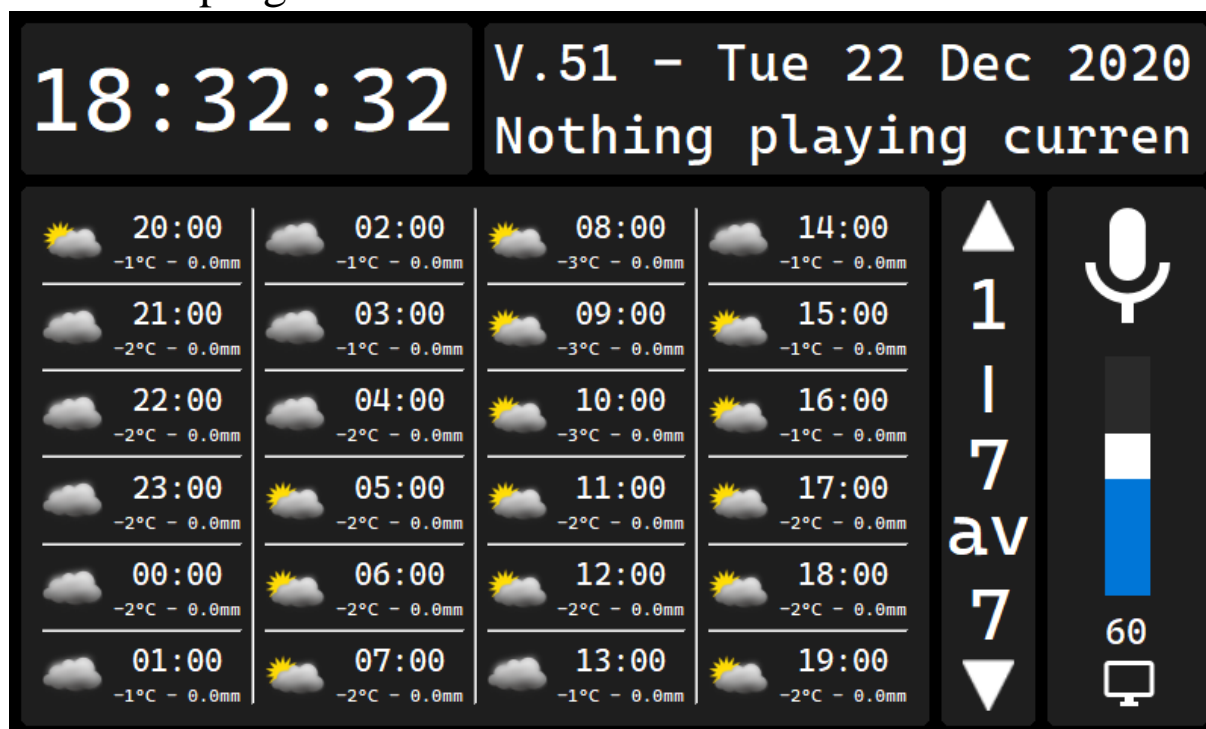 18:32:32
V.51 – Tue 22 Dec 2020
Nothing playing curren
20:00
-1°C - 0.0mm
21:00
-2°C - 0.0mm
22:00
-2°C - 0.0mm
23:00
-2°C - 0.0mm
00:00
-2°C - 0.0mm
01:00
-1°C - 0.0mm
02:00
-1°C - 0.0mm
03:00
-1°C - 0.0mm
04:00
-2°C - 0.0mm
05:00
-2°C - 0.0mm
06:00
-2°C - 0.0mm
07:00
-2°C - 0.0mm
08:00
-3°C - 0.0mm
09:00
-3°C - 0.0mm
10:00
-3°C - 0.0mm
11:00
-2°C - 0.0mm
12:00
-2°C - 0.0mm
13:00
-1°C - 0.0mm
14:00
-1°C - 0.0mm
15:00
-1°C - 0.0mm
16:00
-1°C - 0.0mm
17:00
-2°C - 0.0mm
18:00
-2°C - 0.0mm
19:00
-2°C - 0.0mm
1
|
7
av
7
60